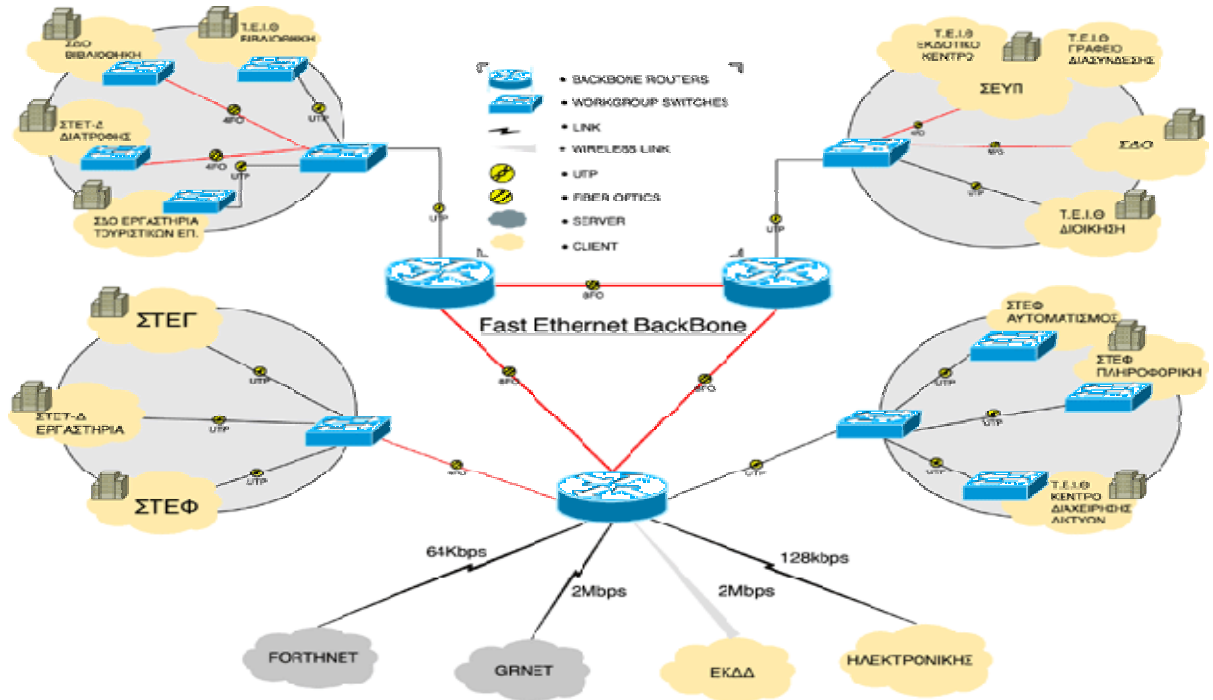 ΣΔΟ
ΒΙΒΛΙΟΘΗΚΗ
Τ.Ε.Ι.Θ
ΒΙΒΛΙΟΘΗΚΗ
4FO
UTP
ΣΤΕΤ-Δ
ΔΙΑΤΡΟΦΗΣ
4FO
UTP
ΣΔΟ ΕΡΓΑΣΤΗΡΙΑ
ΤΟΥΡΙΣΤΙΚΩΝ ΕΠ.
UTP
• BACKBONE ROUTERS
• WORKGROUP SWITCHES
• LINK
• WIRELESS LINK
• UTP
• FIBER OPTICS
• SERVER
• CLIENT
Τ.Ε.Ι.Θ
ΕΚΔΟΤΙΚΟ
ΚΕΝΤΡΟ
Τ.Ε.Ι.Θ
ΓΡΑΦΕΙΟ
ΔΙΑΣΥΝΔΕΣΗΣ
ΣΕΥΠ
ΣΔΟ
UTP
Τ.Ε.Ι.Θ
ΔΙΟΙΚΗΣΗ
UTP
8FO
Fast Ethernet BackBone
8FO
8FO
ΣΤΕΓ
UTP
ΣΤΕΤ-Δ
ΕΡΓΑΣΤΗΡΙΑ
UTP
ΣΤΕΦ
UTP
ΣΤΕΦ
ΑΥΤΟΜΑΤΙΣΜΟΣ
UTP
ΣΤΕΦ
ΠΛΗΡΟΦΟΡΙΚΗ
UTP
UTP
Τ.Ε.Ι.Θ
ΚΕΝΤΡΟ
ΔΙΑΧΕΙΡΗΣΗΣ
ΔΙΚΤΥΩΝ
UTP
64Kbps
2Mbps
2Mbps
128kbps
FORTHNET
GRNET
ΕΚΔΔ
ΗΛΕΚΤΡΟΝΙΚΗΣ